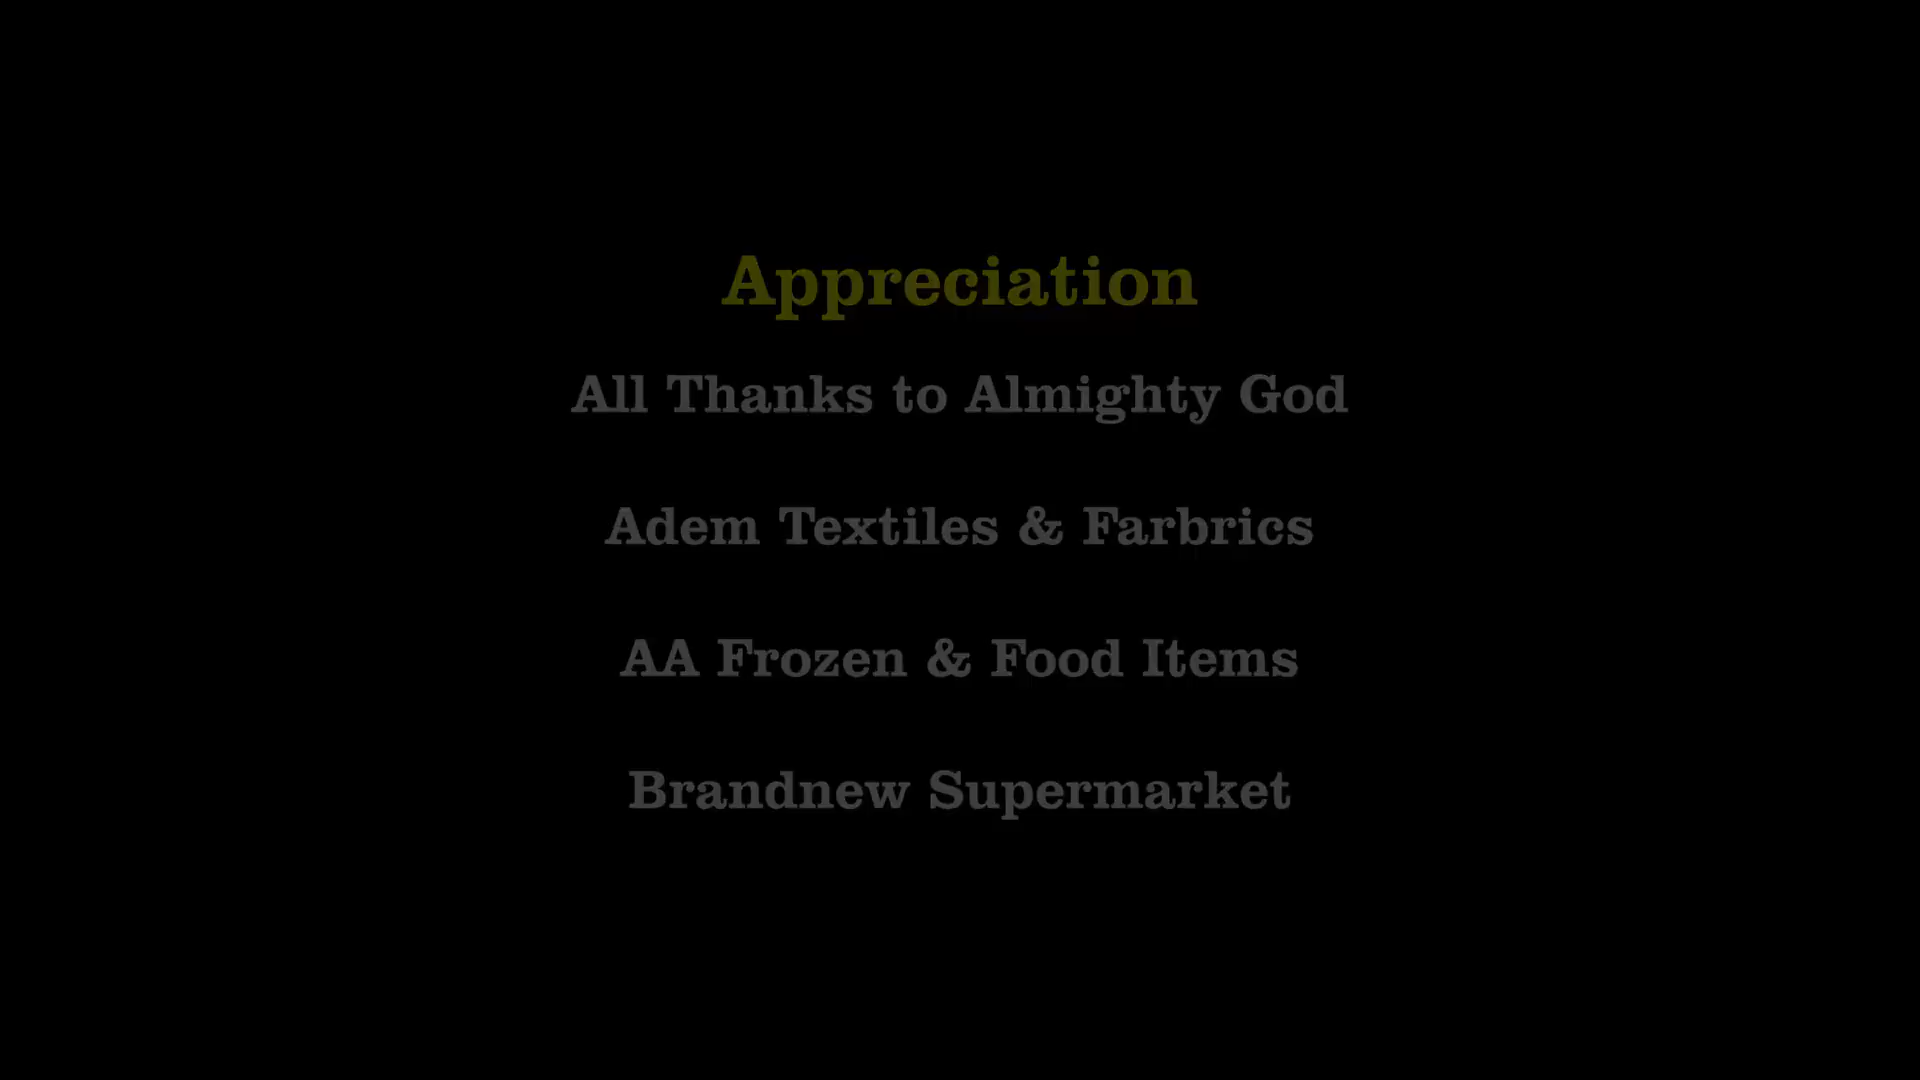 Appreciation
All Thanks to Almighty God
Adem Textiles & Farbrics
AA Frozen & Food Items
Brandnew Supermarket